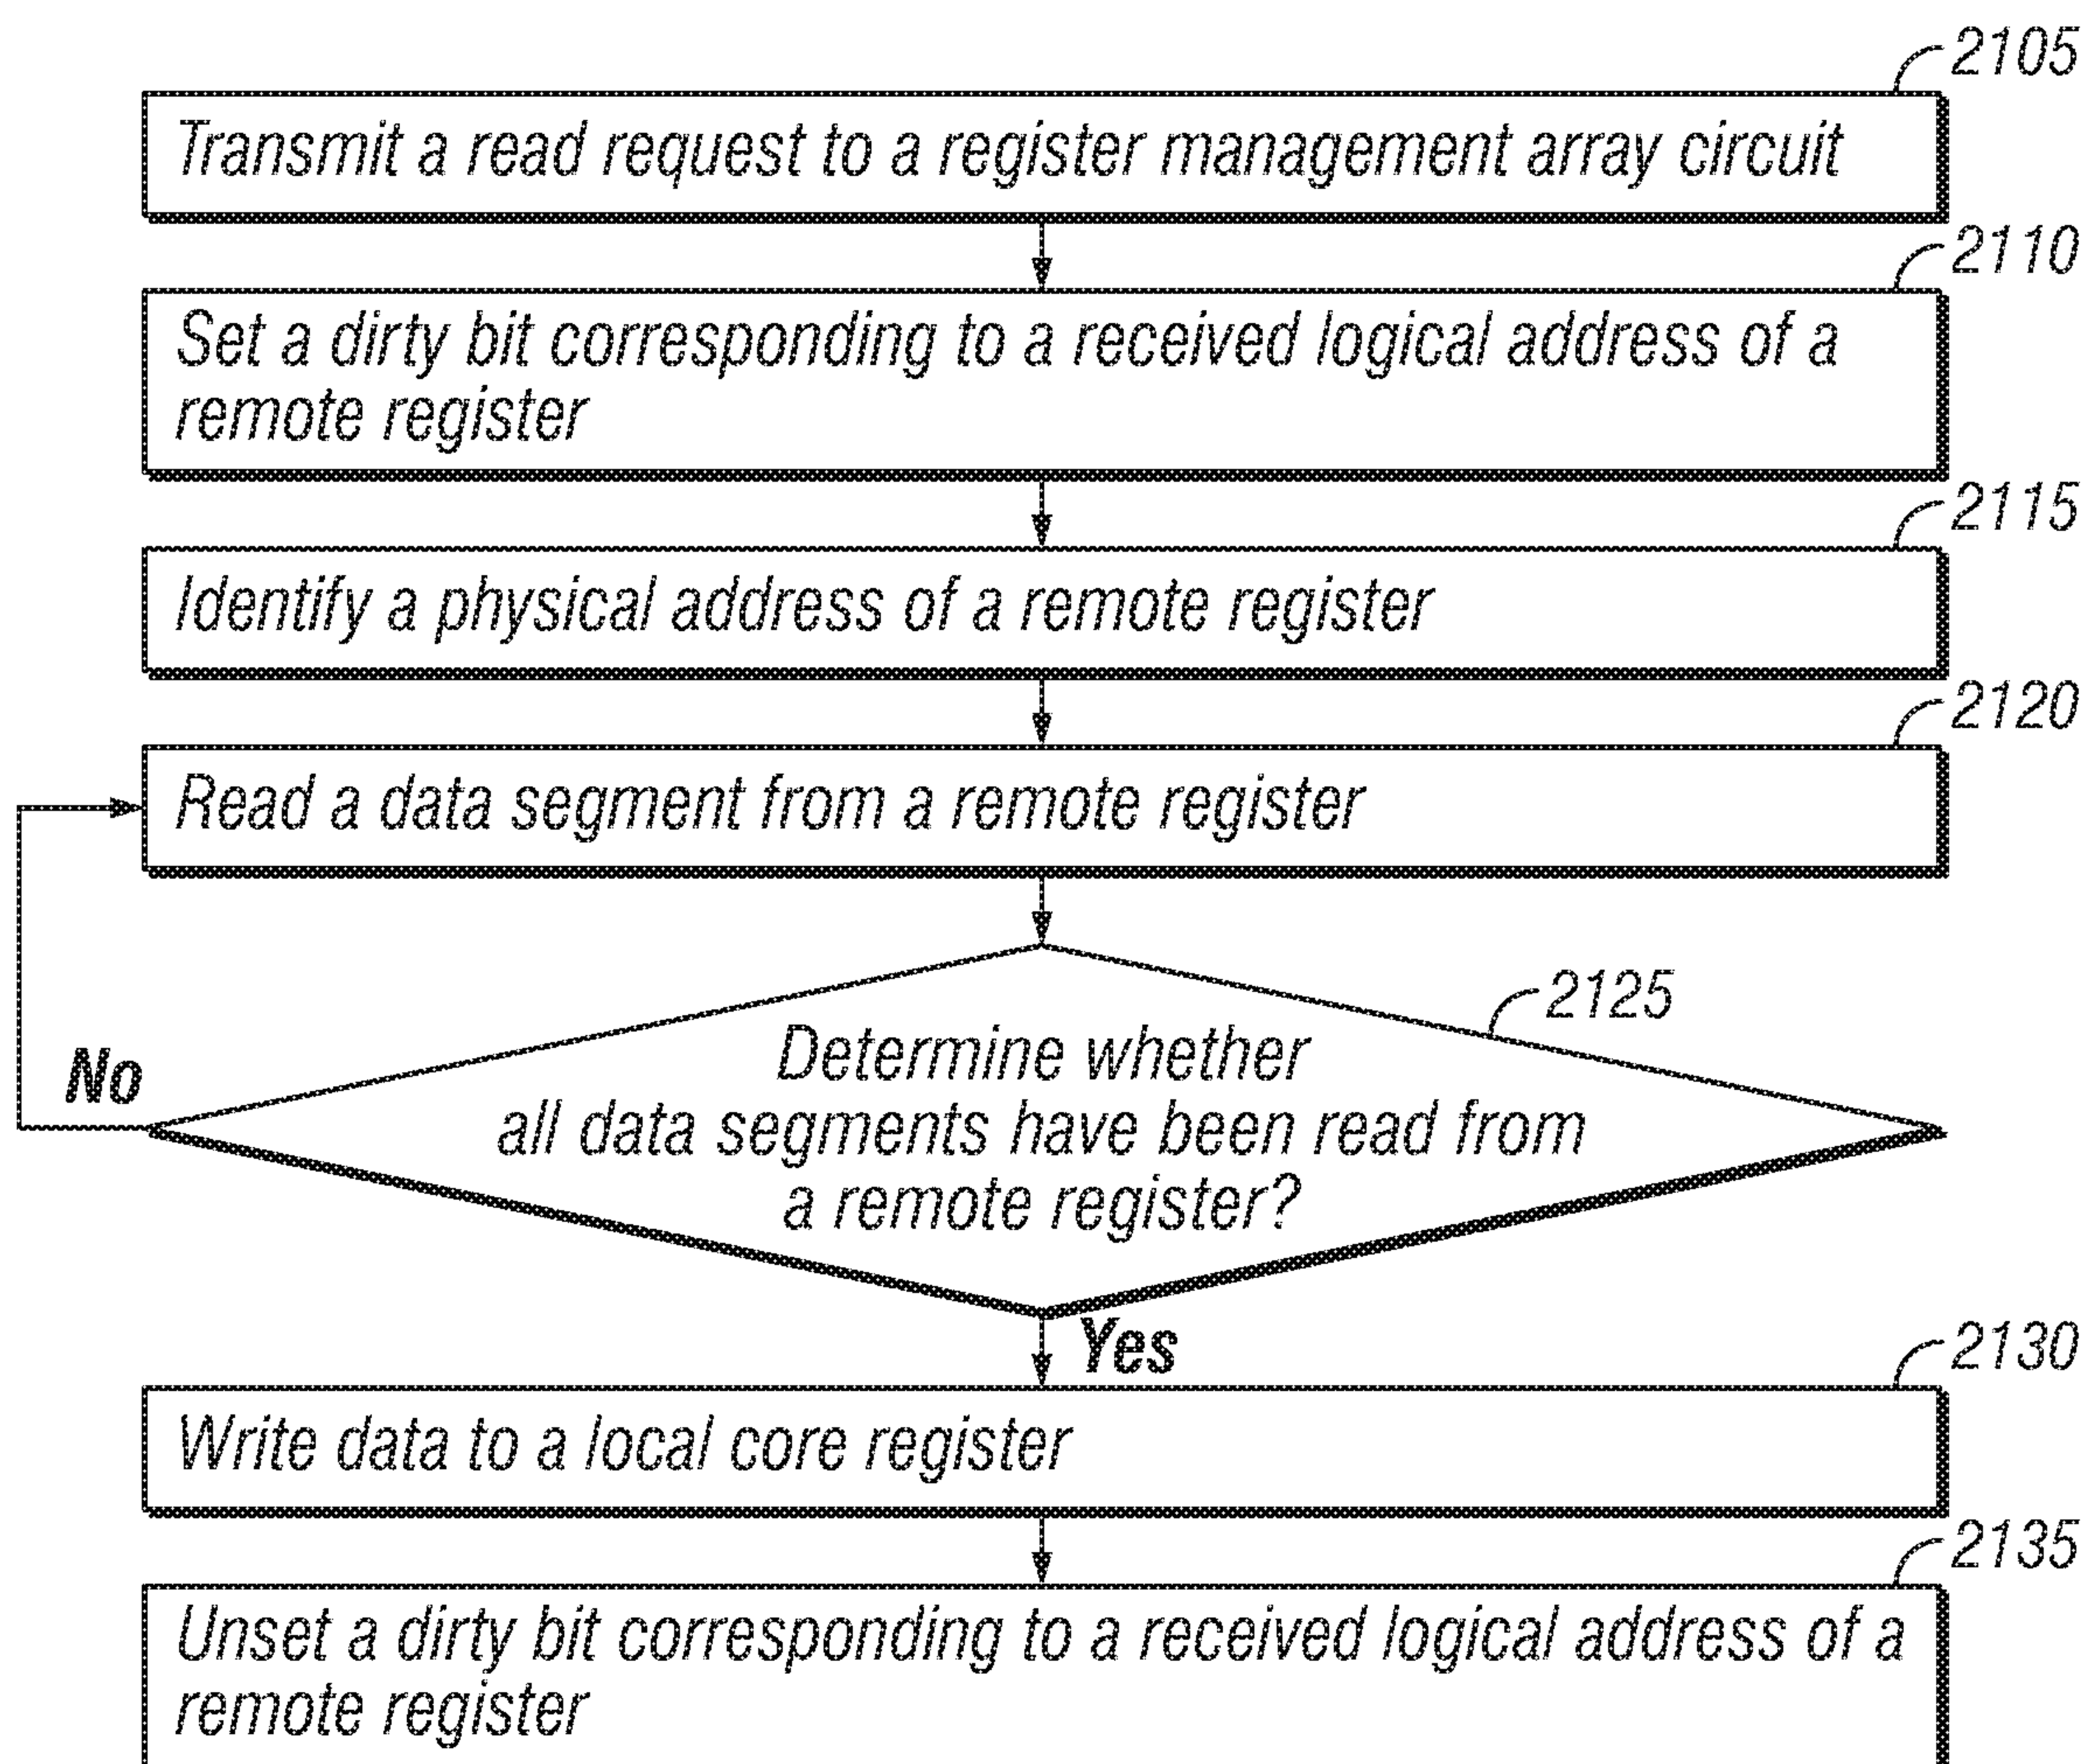 2105
Transmit a read request to a register management array circuit
2110
Set a dirty bit corresponding to a received logical address of a
remote register
2115
Identify a physical address of a remote register
2120
Read a data segment from a remote register
2125
Determine whether
all data segments have been read from
a remote register?
No
Yes
2130
Write data to a local core register
2135
Unset a dirty bit corresponding to a received logical address of a
remote register